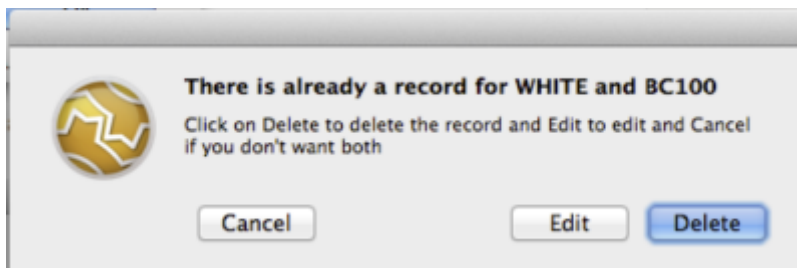 There is already a record for WHITE and BC100
Click on Delete to delete the record and Edit to edit and Cancel
if you don't want both
Cancel Edit Delete